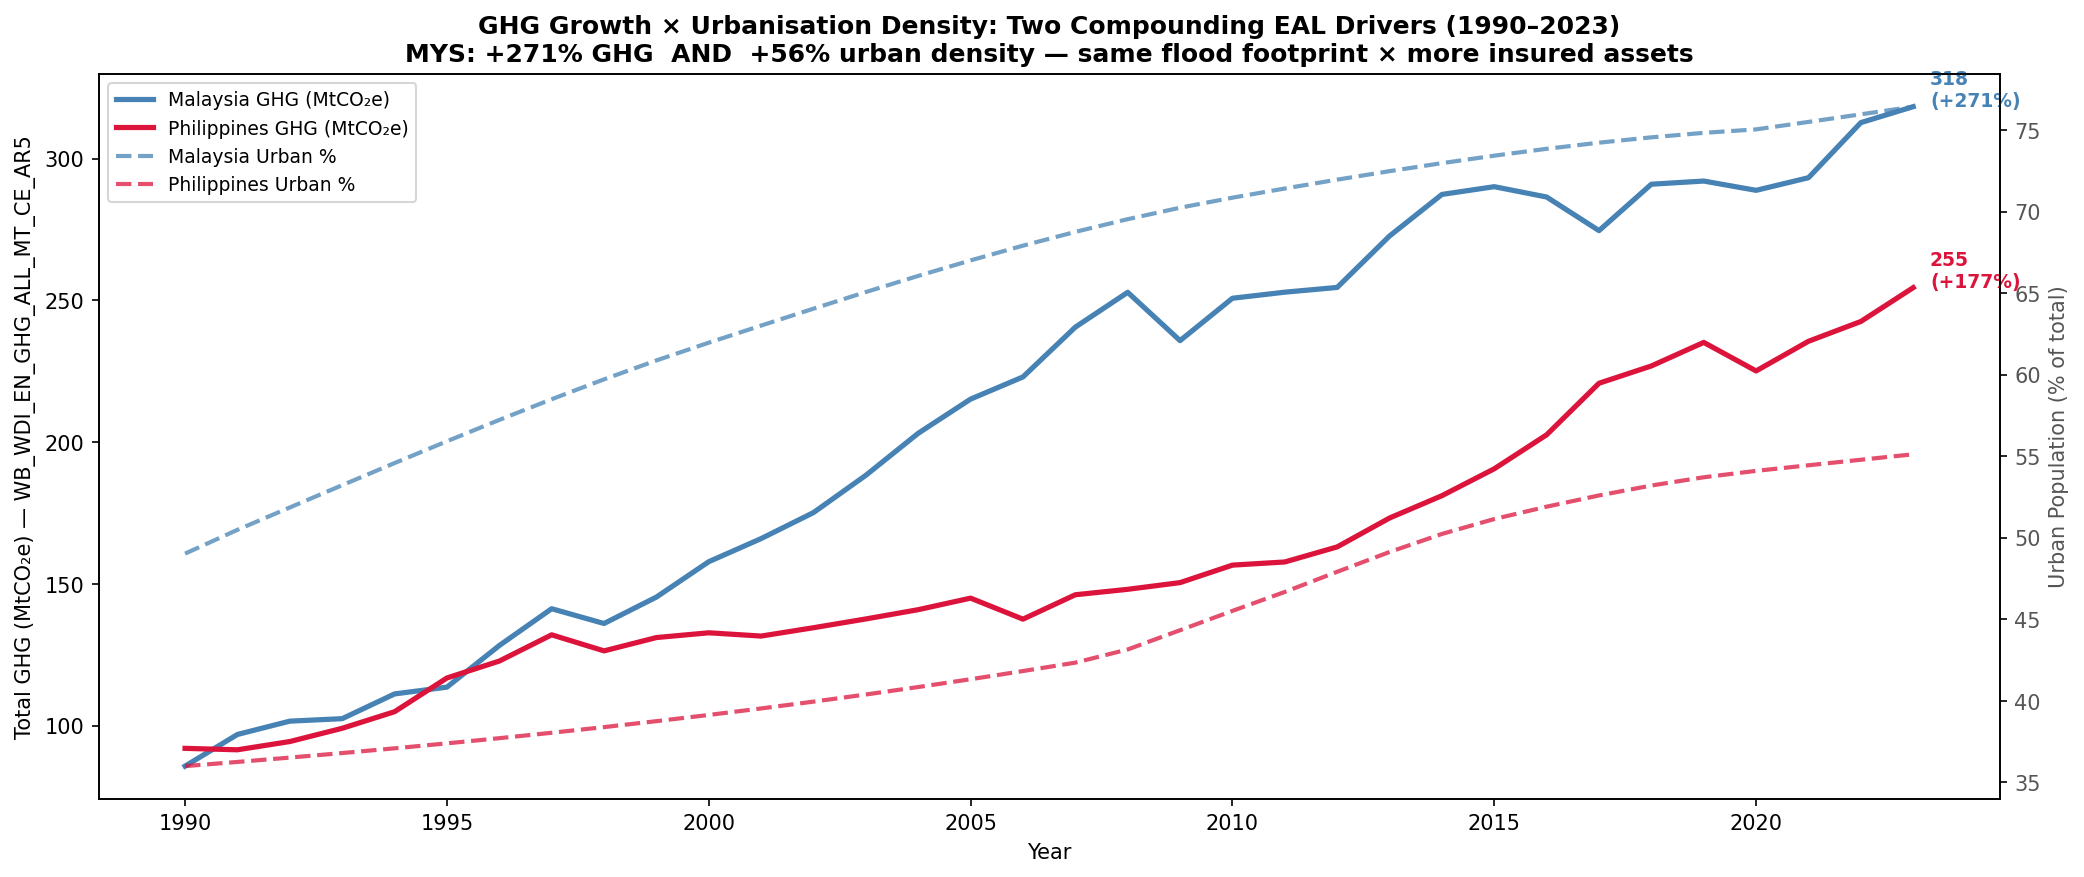 GHG Growth × Urbanisation Density: Two Compounding EAL Drivers (1990–2023)
MYS: +271% GHG  AND  +56% urban density — same flood footprint × more insured assets
Malaysia GHG (MtCO₂e)
Philippines GHG (MtCO₂e)
Malaysia Urban %
Philippines Urban %
318
(+271%)
255
(+177%)
Total GHG (MtCO₂e) — WB_WDI_EN_GHG_ALL_MT_CE_AR5
300
250
200
150
100
75
70
65
60
55
50
45
40
35
Urban Population (% of total)
1990
1995
2000
2005
2010
2015
2020
Year